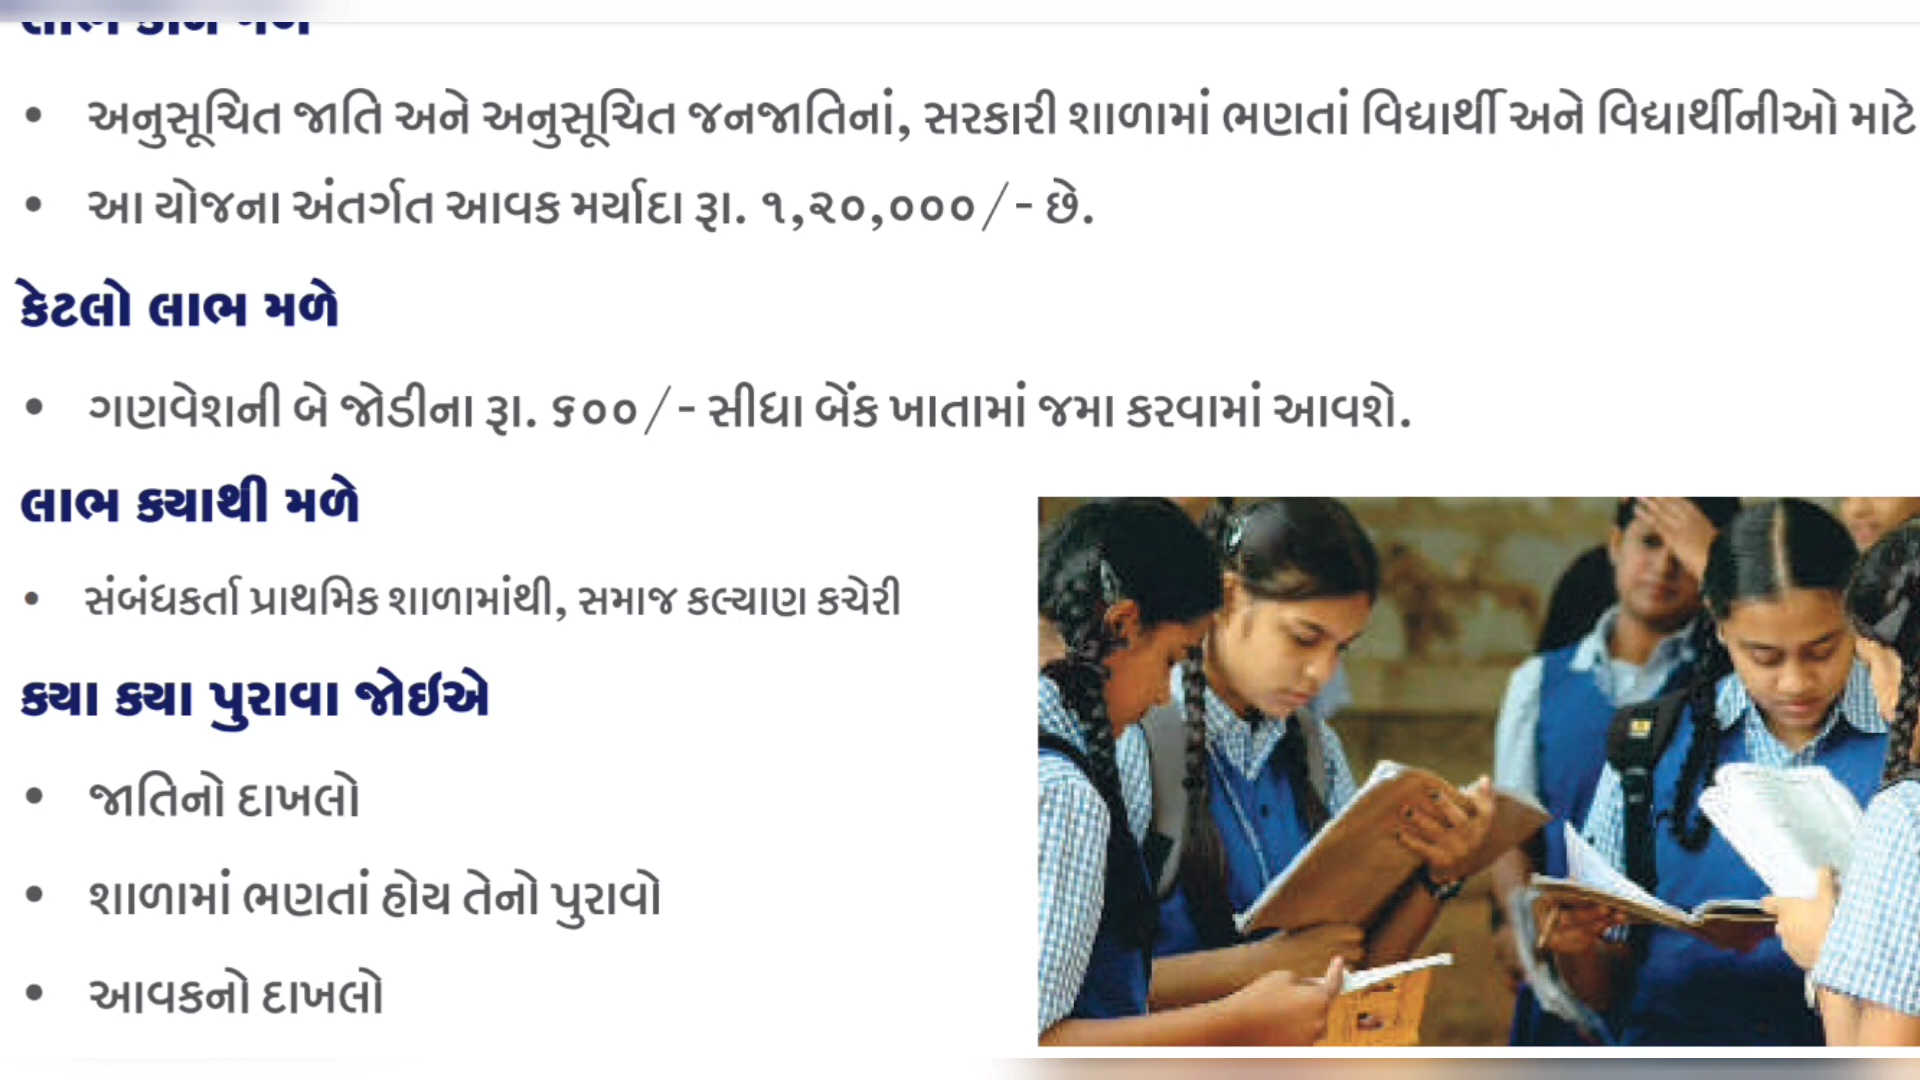 • અનુસૂચિત જાતિ અને અનુસૂચિત જનજાતિનાં, સરકારી શાળામાં ભણતાં વિદ્યાર્થી અને વિદ્યાર્થીનીઓ માટે
• આ યોજના અંતર્ગત આવક મર્યાદા રૂા. ૧,૨૦,૦૦૦/- છે.
કેટલો લાભ મળે
• ગણવેશની બે જોડીના રૂા. ૬૦૦/- સીધા બેંક ખાતામાં જમા કરવામાં આવશે.
લાભ ક્યાથી મળે
• સંબંધકર્તા પ્રાથમિક શાળામાંથી, સમાજ કલ્યાણ કચેરી
ક્યા ક્યા પુરાવા જોઇએ
• જાતિનો દાખલો
• શાળામાં ભણતાં હોય તેનો પુરાવો
• આવકનો દાખલો